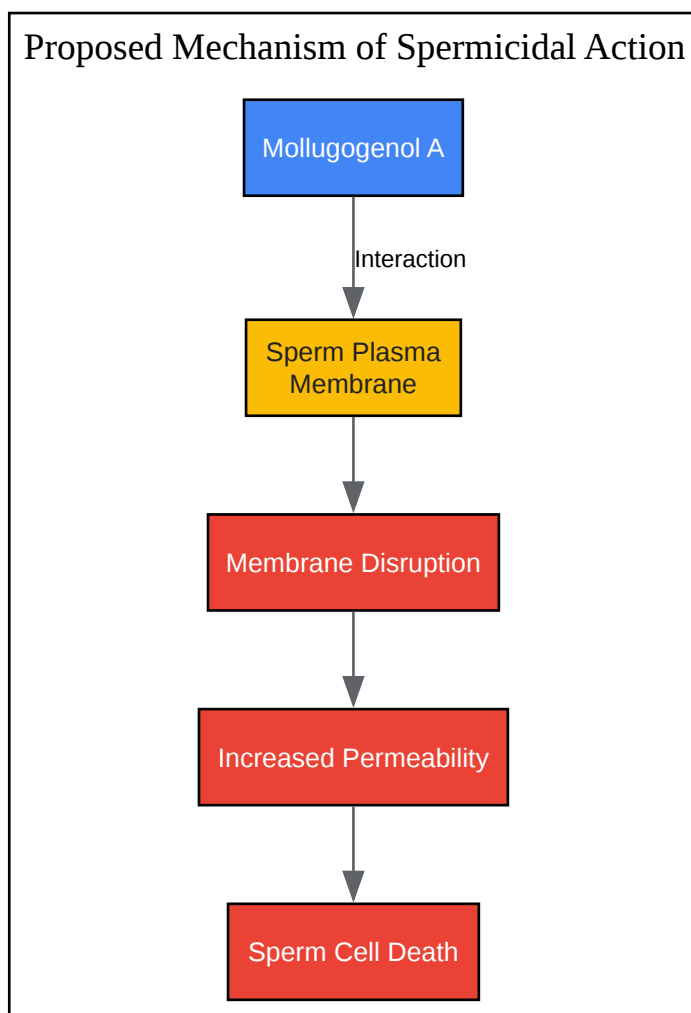 Proposed Mechanism of Spermicidal Action
Mollugogenol A
Interaction
Sperm Plasma
Membrane
Membrane Disruption
Increased Permeability
Sperm Cell Death